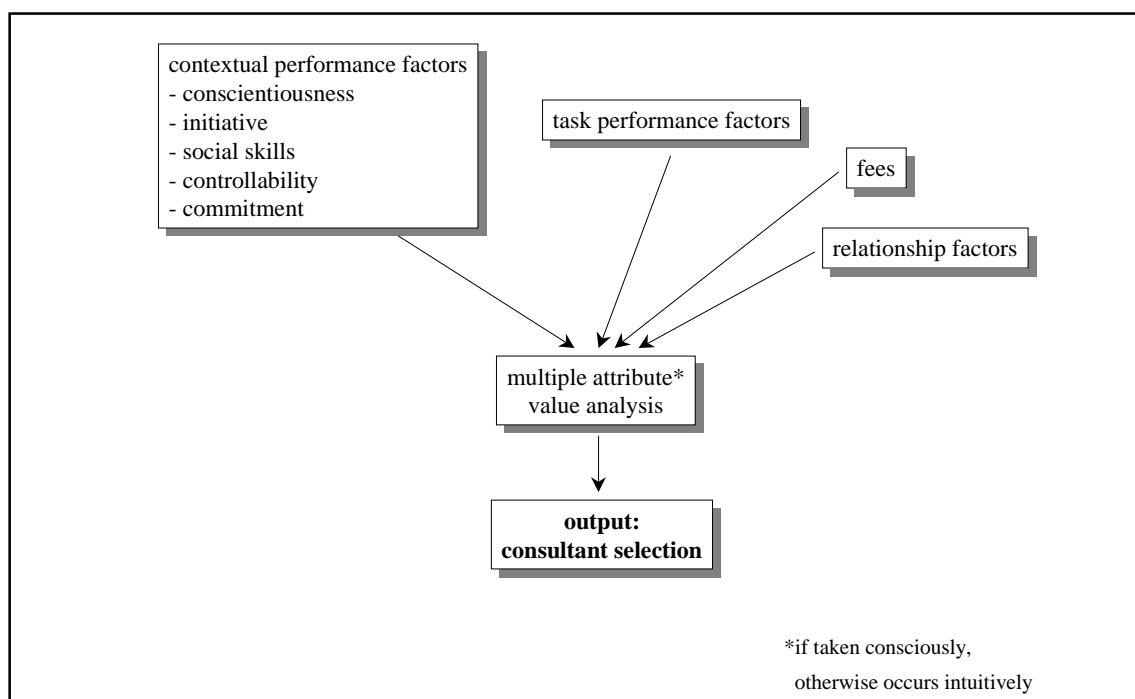 contextual performance factors
- conscientiousness
- initiative
- social skills
- controllability
- commitment
task performance factors
fees
relationship factors
multiple attribute*
value analysis
output:
consultant selection
*if taken consciously,
otherwise occurs intuitively